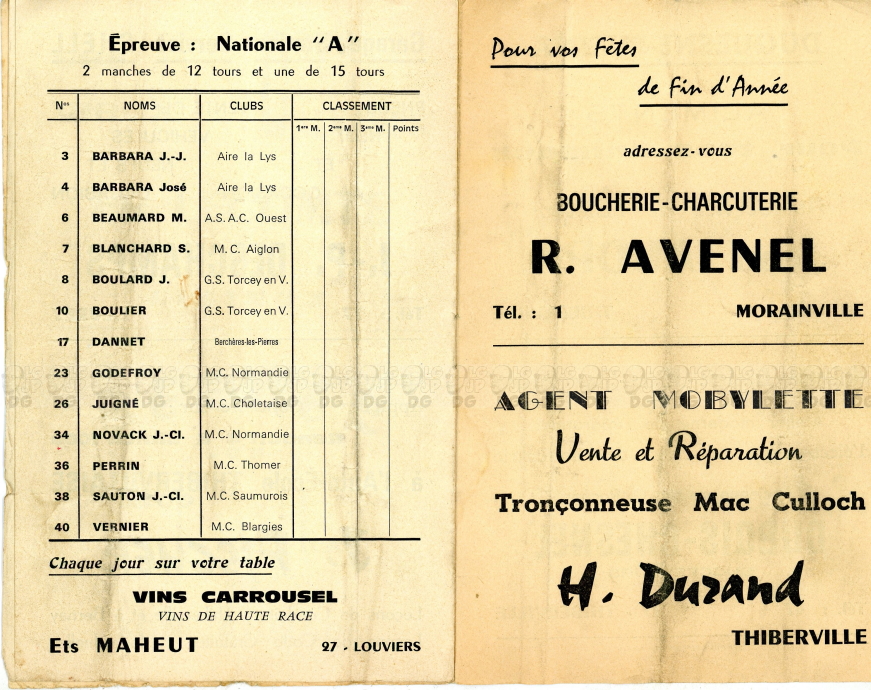 Épreuve : Nationale "A"
2 manches de 12 tours et une de 15 tours
Nos NOMS CLUBS CLASSEMENT
1ère M. 2ème M. 3ème M. Points
3 BARBARA J.-J. Aire la Lys
4 BARBARA José Aire la Lys
6 BEAUMARD M. A.S.A.C. Ouest
7 BLANCHARD S. M.C. Aiglon
8 BOULARD J. G.S. Torcey en V.
10 BOULIER G.S. Torcey en V.
17 DANNET Berchères-les-Pierres
23 GODEFROY M.C. Normandie
26 JUIGNÉ M.C. Choletaise
34 NOVACK J.-Cl. M.C. Normandie
36 PERRIN M.C. Thomer
38 SAUTON J.-Cl. M.C. Saumurois
40 VERNIER M.C. Blargies
Chaque jour sur votre table
VINS CARROUSEL
VINS DE HAUTE RACE
Ets MAHEUT 27 - LOUVIERS
Pour vos Fêtes
de Fin d'Année
adressez-vous
BOUCHERIE-CHARCUTERIE
R. AVENEL
Tél. : 1 MORAINVILLE
AGENT MOBYLETTE
Vente et Réparation
Tronçonneuse Mac Culloch
H. Durand
THIBERVILLE